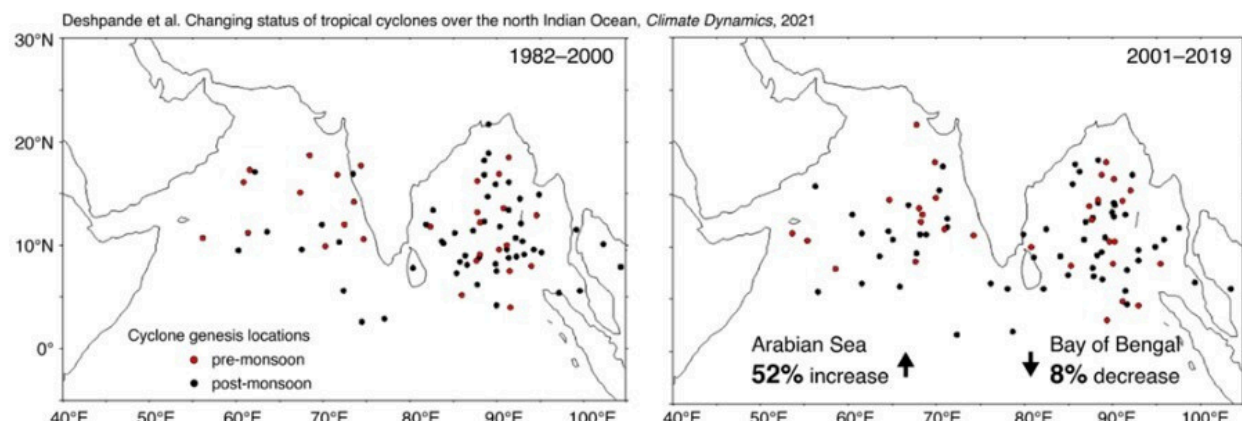 Deshpande et al. Changing status of tropical cyclones over the north Indian Ocean, Climate Dynamics, 2021
30°N
1982–2000
2001–2019
20°N
10°N
0°
Cyclone genesis locations
pre-monsoon
post-monsoon
Arabian Sea
52% increase
Bay of Bengal
8% decrease
40°E 50°E 60°E 70°E 80°E 90°E 100°E
40°E 50°E 60°E 70°E 80°E 90°E 100°E